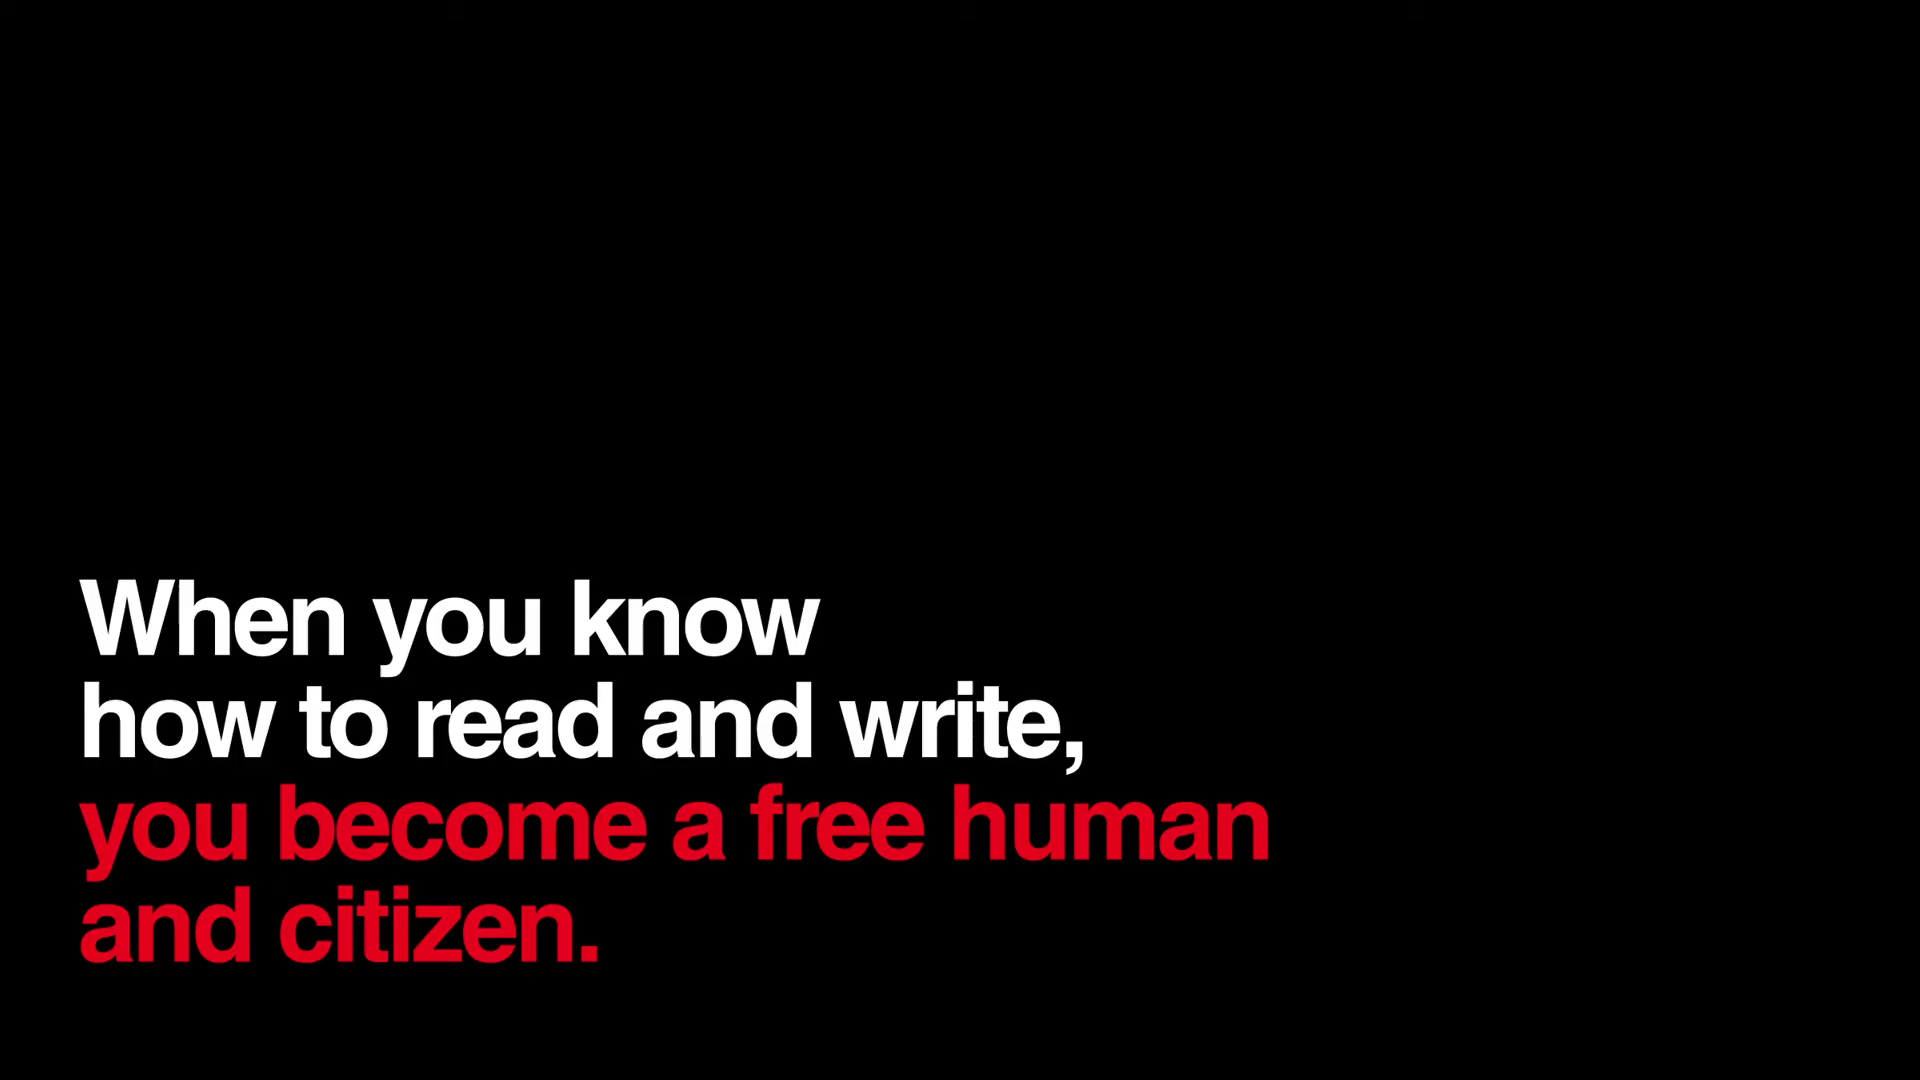 When you know
how to read and write,
you become a free human
and citizen.